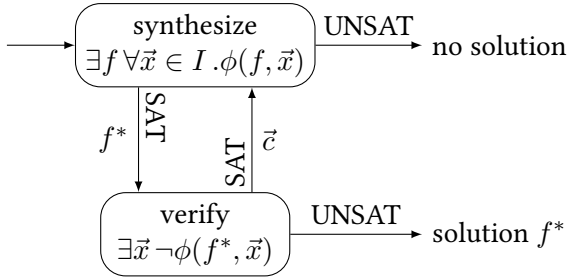 synthesize
∃f ∀x⃗ ∈ I .ϕ(f, x⃗)
UNSAT
no solution
f*
SAT
SAT
c⃗
verify
∃x⃗ ¬ϕ(f*, x⃗)
UNSAT
solution f*